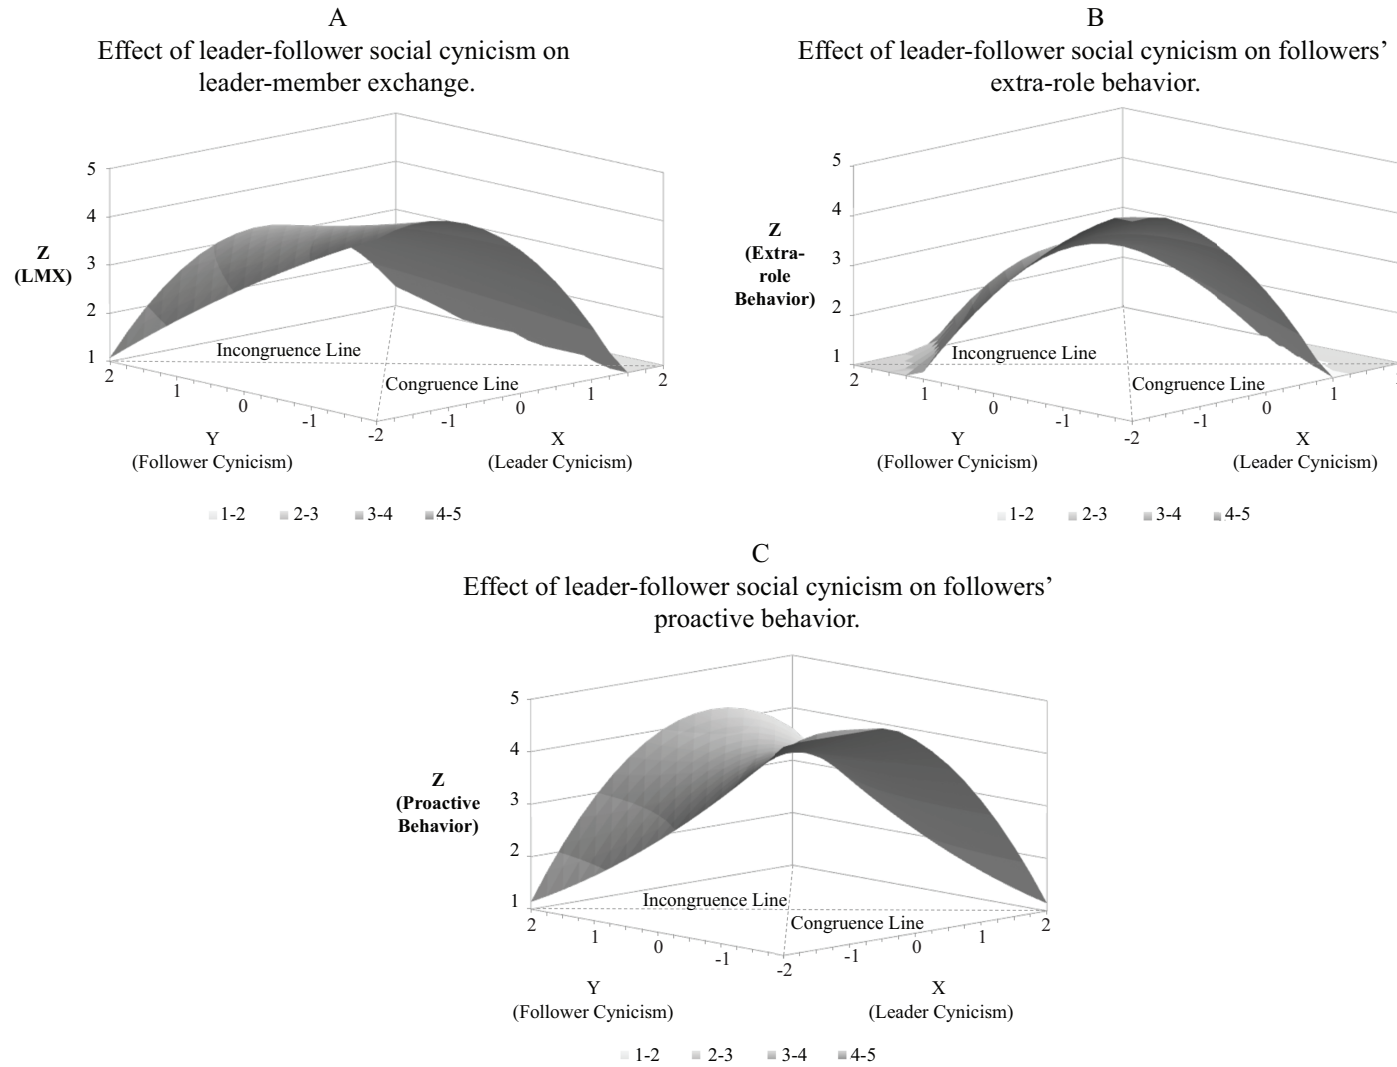 A
Effect of leader-follower social cynicism on
leader-member exchange.
5
4
3
2
1
Z
(LMX)
Incongruence Line
Congruence Line
2
1
0
-1
-2
-1
0
1
2
Y
(Follower Cynicism)
X
(Leader Cynicism)
1-2 2-3 3-4 4-5
B
Effect of leader-follower social cynicism on followers’
extra-role behavior.
5
4
3
2
1
Z
(Extra-
role
Behavior)
Incongruence Line
Congruence Line
2
1
0
-1
-2
-1
0
1
Y
(Follower Cynicism)
X
(Leader Cynicism)
1-2 2-3 3-4 4-5
C
Effect of leader-follower social cynicism on followers’
proactive behavior.
5
4
3
2
1
Z
(Proactive
Behavior)
Incongruence Line
Congruence Line
2
1
0
-1
-2
-1
0
1
2
Y
(Follower Cynicism)
X
(Leader Cynicism)
1-2 2-3 3-4 4-5